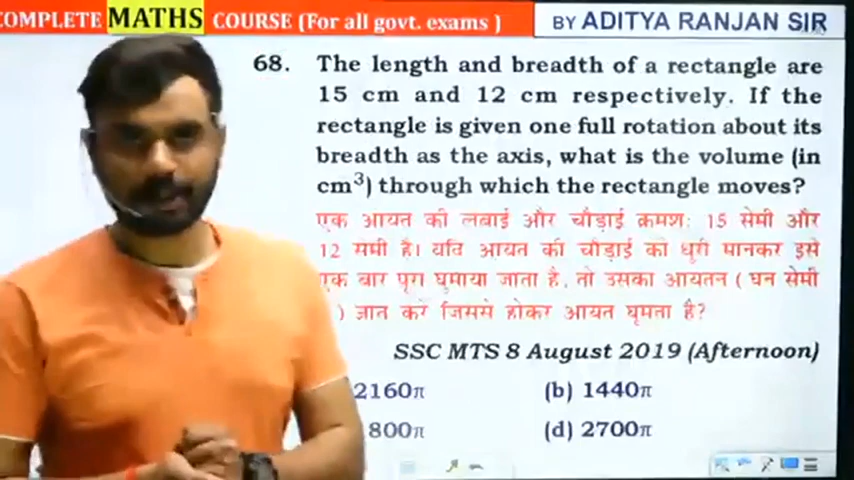 COMPLETE MATHS COURSE (For all govt. exams )
BY ADITYA RANJAN SIR
68. The length and breadth of a rectangle are
15 cm and 12 cm respectively. If the
rectangle is given one full rotation about its
breadth as the axis, what is the volume (in
cm³) through which the rectangle moves?
एक आयत की लंबाई और चौड़ाई क्रमशः 15 सेमी और
12 सेमी है। यदि आयत की चौड़ाई को धुरी मानकर इसे
एक बार पूरा घुमाया जाता है, तो उसका आयतन ( घन सेमी
) ज्ञात करें जिससे होकर आयत घूमता है?
SSC MTS 8 August 2019 (Afternoon)
2160π (b) 1440π
800π (d) 2700π